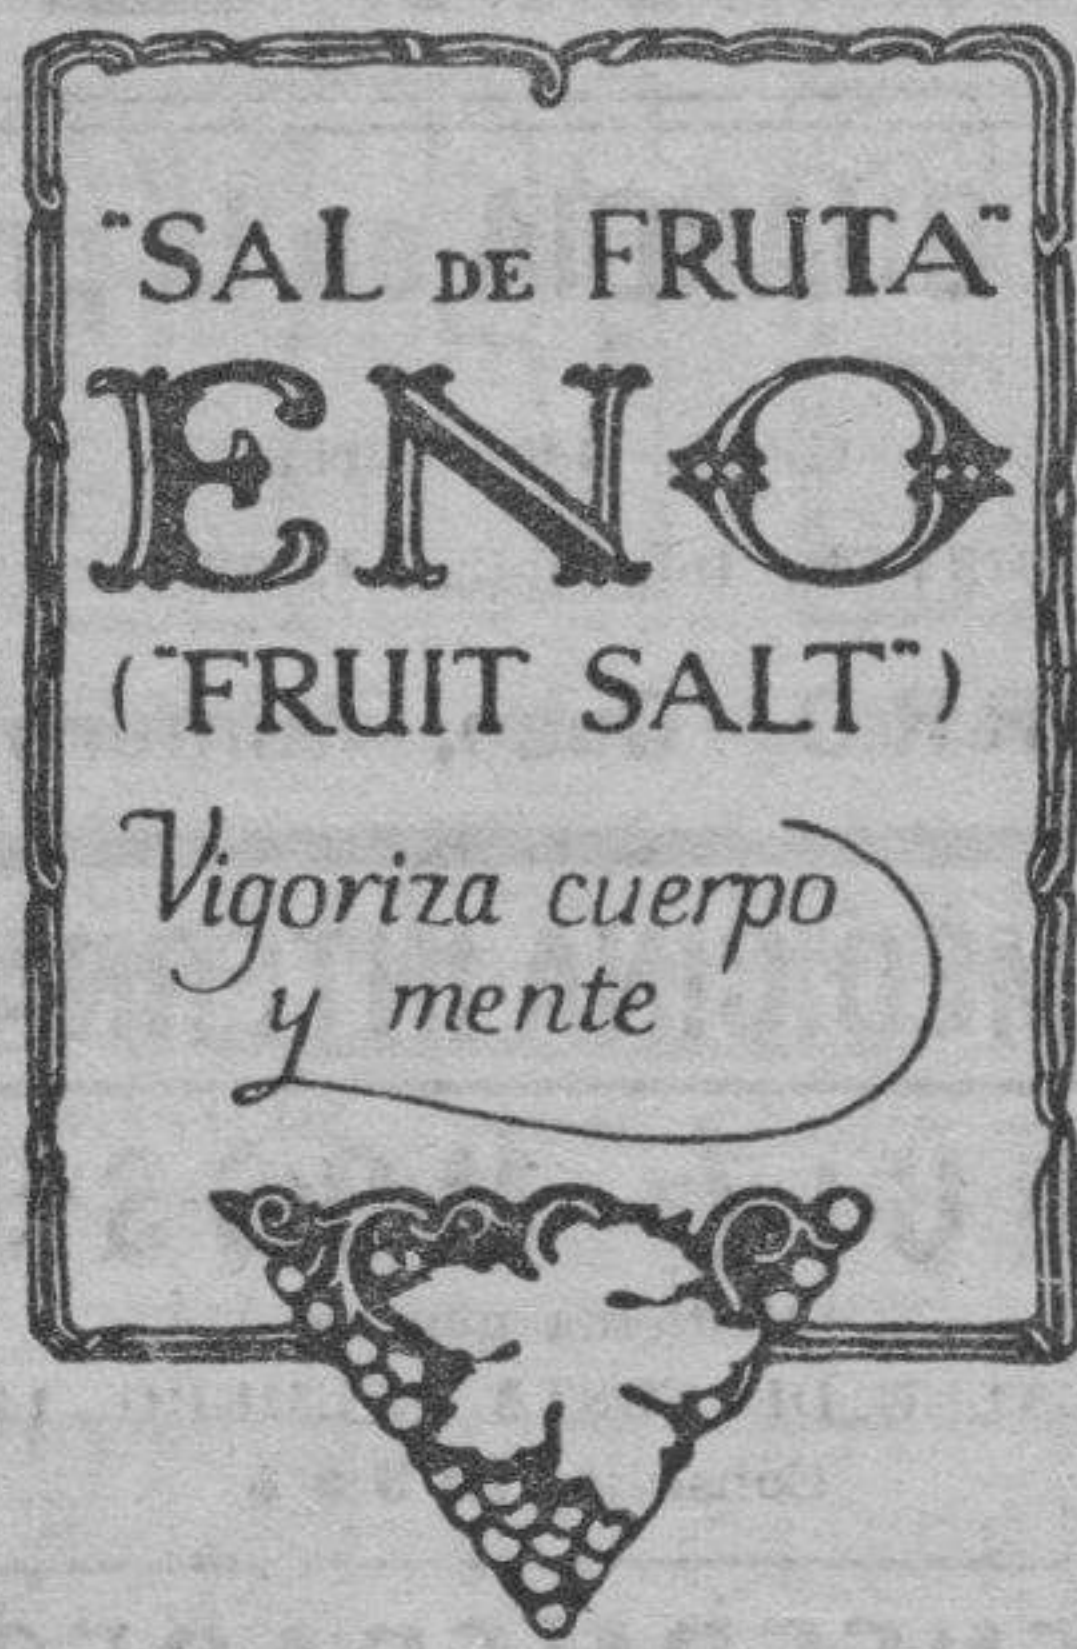 "SAL DE FRUTA"
ENO
("FRUIT SALT")
Vigoriza cuerpo
y mente